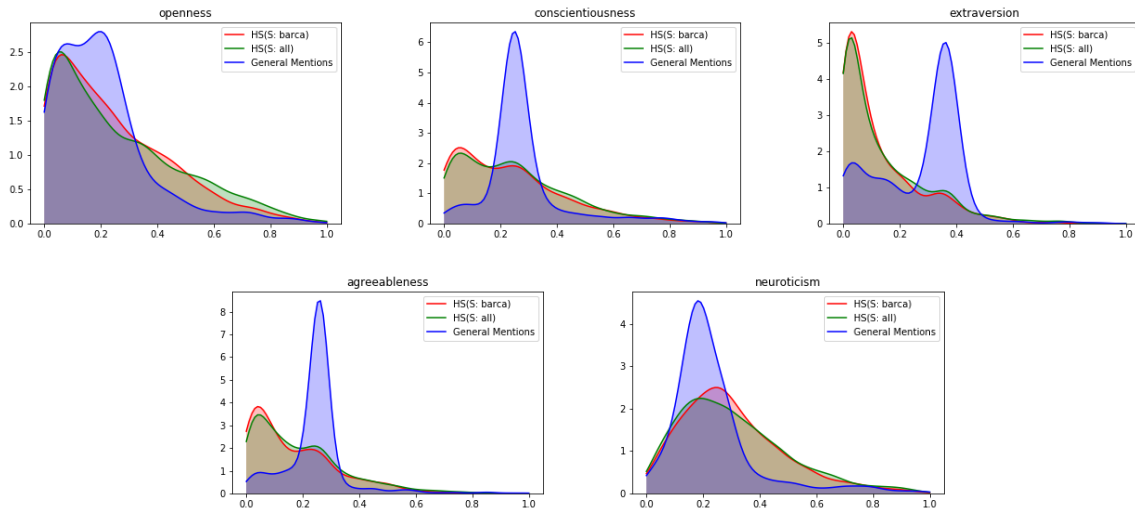 openness
HS(S: barca)
HS(S: all)
General Mentions
2.5
2.0
1.5
1.0
0.5
0.0
0.0 0.2 0.4 0.6 0.8 1.0
conscientiousness
HS(S: barca)
HS(S: all)
General Mentions
6
5
4
3
2
1
0
0.0 0.2 0.4 0.6 0.8 1.0
extraversion
HS(S: barca)
HS(S: all)
General Mentions
5
4
3
2
1
0
0.0 0.2 0.4 0.6 0.8 1.0
agreeableness
HS(S: barca)
HS(S: all)
General Mentions
8
7
6
5
4
3
2
1
0
0.0 0.2 0.4 0.6 0.8 1.0
neuroticism
HS(S: barca)
HS(S: all)
General Mentions
4
3
2
1
0
0.0 0.2 0.4 0.6 0.8 1.0